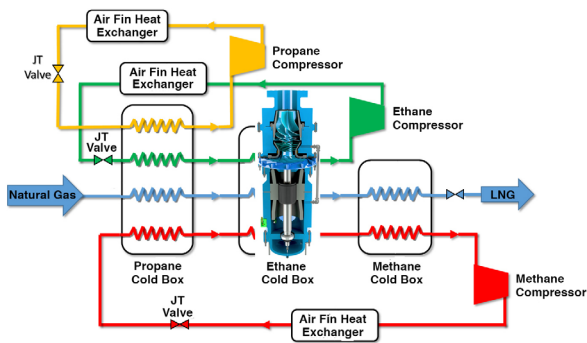 Air Fin Heat
Exchanger
JT
Valve
Propane
Compressor
Air Fin Heat
Exchanger
JT
Valve
Ethane
Compressor
Natural Gas
LNG
Propane
Cold Box
Ethane
Cold Box
Methane
Cold Box
Methane
Compressor
JT
Valve
Air Fin Heat
Exchanger